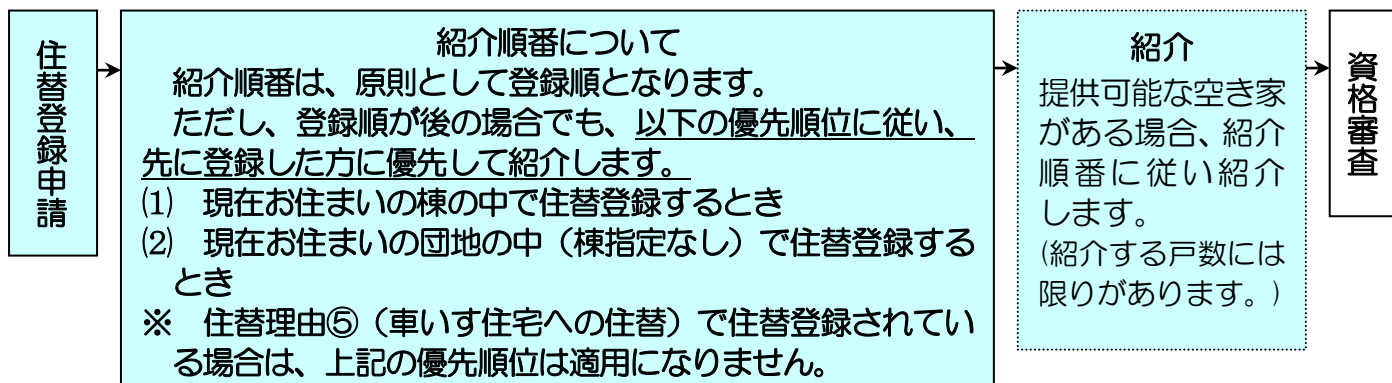 住替登録申請
紹介順番について
紹介順番は、原則として登録順となります。
ただし、登録順が後の場合でも、以下の優先順位に従い、
先に登録した方に優先して紹介します。
⑴ 現在お住まいの棟の中で住替登録するとき
⑵ 現在お住まいの団地の中（棟指定なし）で住替登録する
とき
※ 住替理由⑤（車いす住宅への住替）で住替登録されてい
る場合は、上記の優先順位は適用になりません。
紹介
提供可能な空き家
がある場合、紹介
順番に従い紹介
します。
(紹介する戸数には
限りがあります。)
資格審査